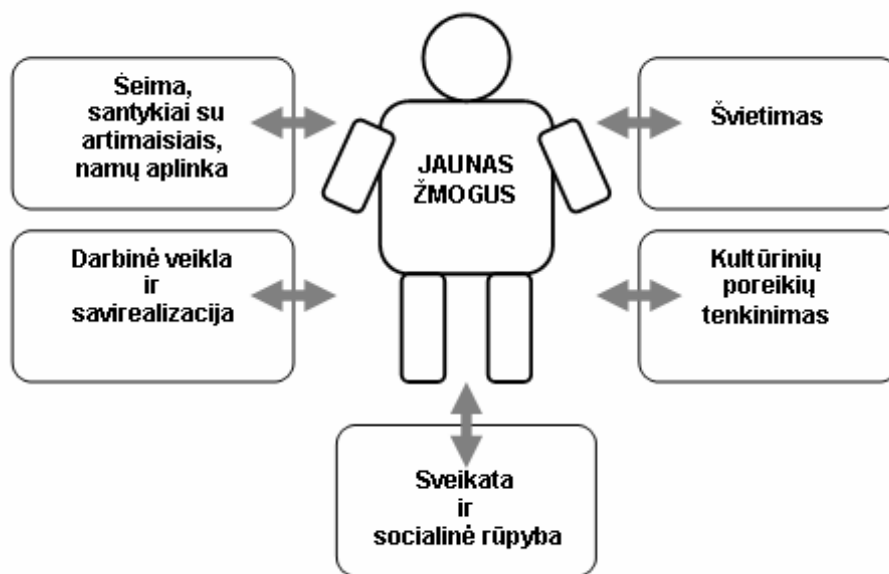 Šeima,
santykiai su
artimaisiais,
namų aplinka
JAUNAS
ŽMOGUS
Švietimas
Darbinė veikla
ir
savirealizacija
Kultūrinių
poreikių
tenkinimas
Sveikata
ir
socialinė rūpyba